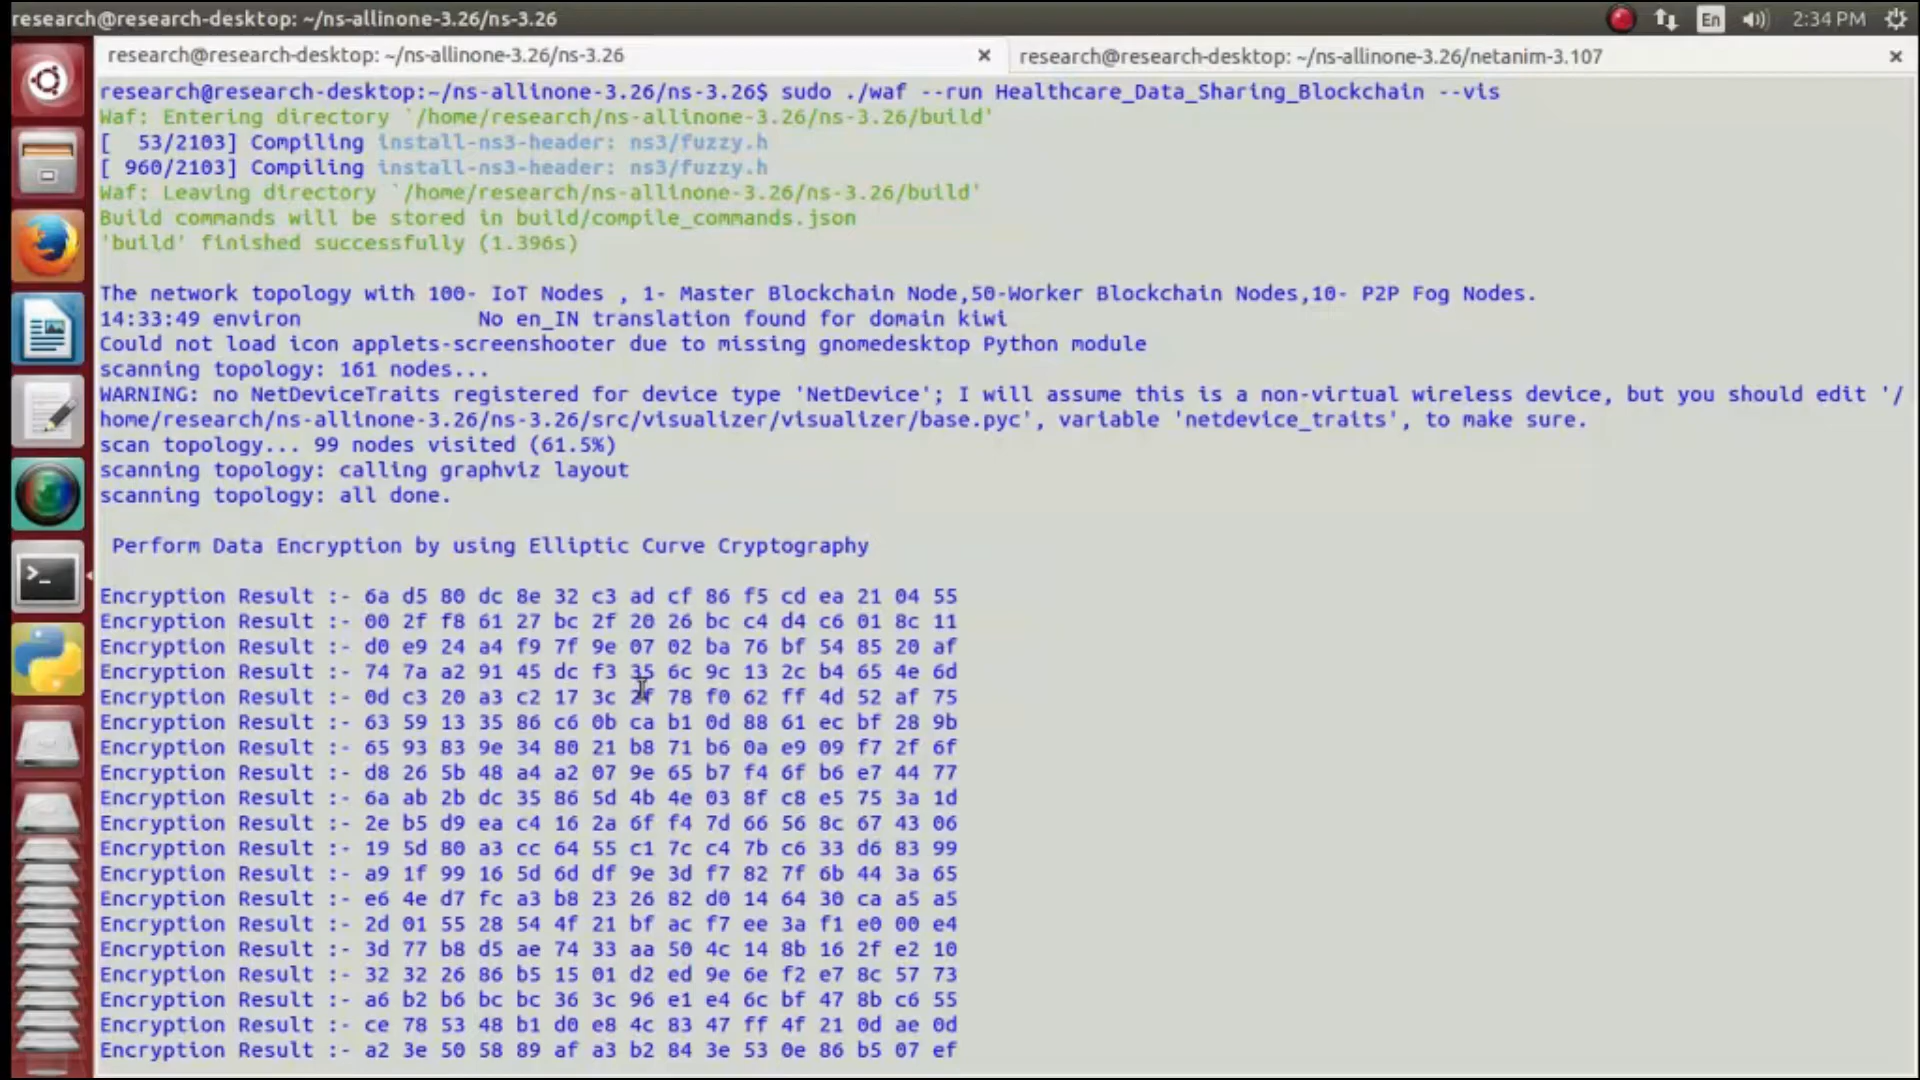 research@research-desktop: ~/ns-allinone-3.26/ns-3.26
En
2:34 PM
research@research-desktop: ~/ns-allinone-3.26/ns-3.26
research@research-desktop: ~/ns-allinone-3.26/netanim-3.107
research@research-desktop:~/ns-allinone-3.26/ns-3.26$ sudo ./waf --run Healthcare_Data_Sharing_Blockchain --vis
Waf: Entering directory `/home/research/ns-allinone-3.26/ns-3.26/build'
[   53/2103] Compiling install-ns3-header: ns3/fuzzy.h
[ 960/2103] Compiling install-ns3-header: ns3/fuzzy.h
Waf: Leaving directory `/home/research/ns-allinone-3.26/ns-3.26/build'
Build commands will be stored in build/compile_commands.json
'build' finished successfully (1.396s)
The network topology with 100- IoT Nodes , 1- Master Blockchain Node,50-Worker Blockchain Nodes,10- P2P Fog Nodes.
14:33:49 environ              No en_IN translation found for domain kiwi
Could not load icon applets-screenshooter due to missing gnomedesktop Python module
scanning topology: 161 nodes...
WARNING: no NetDeviceTraits registered for device type 'NetDevice'; I will assume this is a non-virtual wireless device, but you should edit '/
home/research/ns-allinone-3.26/ns-3.26/src/visualizer/visualizer/base.pyc', variable 'netdevice_traits', to make sure.
scan topology... 99 nodes visited (61.5%)
scanning topology: calling graphviz layout
scanning topology: all done.
Perform Data Encryption by using Elliptic Curve Cryptography
Encryption Result :- 6a d5 80 dc 8e 32 c3 ad cf 86 f5 cd ea 21 04 55
Encryption Result :- 00 2f f8 61 27 bc 2f 20 26 bc c4 d4 c6 01 8c 11
Encryption Result :- d0 e9 24 a4 f9 7f 9e 07 02 ba 76 bf 54 85 20 af
Encryption Result :- 74 7a a2 91 45 dc f3 35 6c 9c 13 2c b4 65 4e 6d
Encryption Result :- 0d c3 20 a3 c2 17 3c 2f 78 f0 62 ff 4d 52 af 75
Encryption Result :- 63 59 13 35 86 c6 0b ca b1 0d 88 61 ec bf 28 9b
Encryption Result :- 65 93 83 9e 34 80 21 b8 71 b6 0a e9 09 f7 2f 6f
Encryption Result :- d8 26 5b 48 a4 a2 07 9e 65 b7 f4 6f b6 e7 44 77
Encryption Result :- 6a ab 2b dc 35 86 5d 4b 4e 03 8f c8 e5 75 3a 1d
Encryption Result :- 2e b5 d9 ea c4 16 2a 6f f4 7d 66 56 8c 67 43 06
Encryption Result :- 19 5d 80 a3 cc 64 55 c1 7c c4 7b c6 33 d6 83 99
Encryption Result :- a9 1f 99 16 5d 6d df 9e 3d f7 82 7f 6b 44 3a 65
Encryption Result :- e6 4e d7 fc a3 b8 23 26 82 d0 14 64 30 ca a5 a5
Encryption Result :- 2d 01 55 28 54 4f 21 bf ac f7 ee 3a f1 e0 00 e4
Encryption Result :- 3d 77 b8 d5 ae 74 33 aa 50 4c 14 8b 16 2f e2 10
Encryption Result :- 32 32 26 86 b5 15 01 d2 ed 9e 6e f2 e7 8c 57 73
Encryption Result :- a6 b2 b6 bc bc 36 3c 96 e1 e4 6c bf 47 8b c6 55
Encryption Result :- ce 78 53 48 b1 d0 e8 4c 83 47 ff 4f 21 0d ae 0d
Encryption Result :- a2 3e 50 58 89 af a3 b2 84 3e 53 0e 86 b5 07 ef